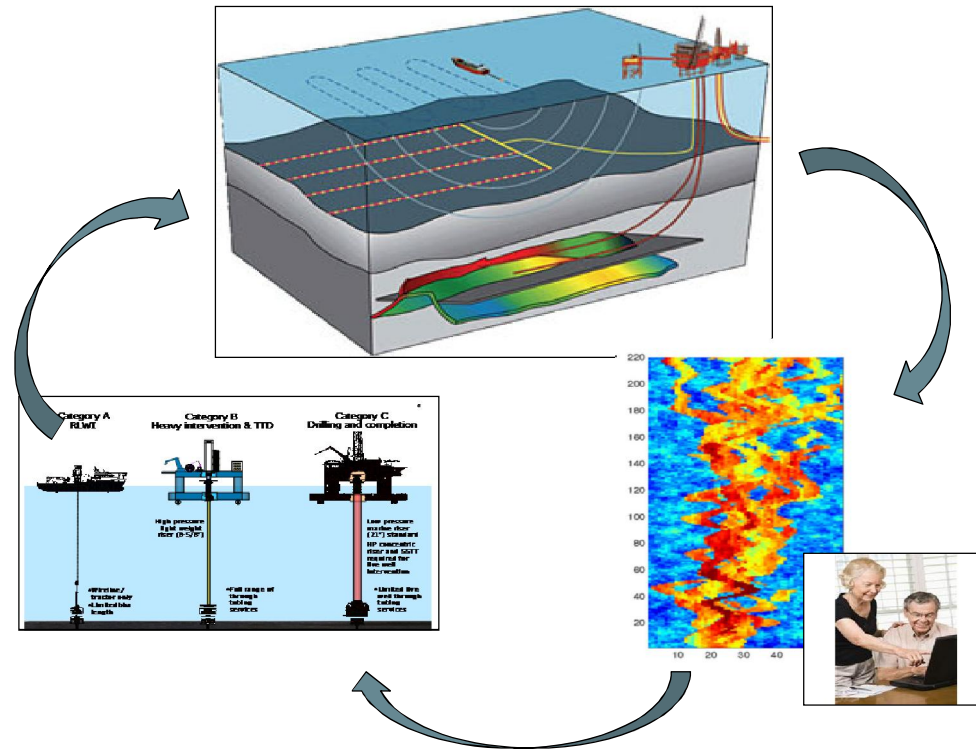 Category A
RLWI
Category B
Heavy intervention & TTD
Category C
Drilling and completion
High pressure
light weight
riser (6-5/8")
Low pressure
marine riser
(21") standard
HP concentric
riser and SSTT
required for
live well
intervention
•Wireline/
tractor only
•Limited bha
length
•Full range of
through
tubing
services
•Limited live
well through
tubing
services
220
200
180
160
140
120
100
80
60
40
20
10
20
30
40